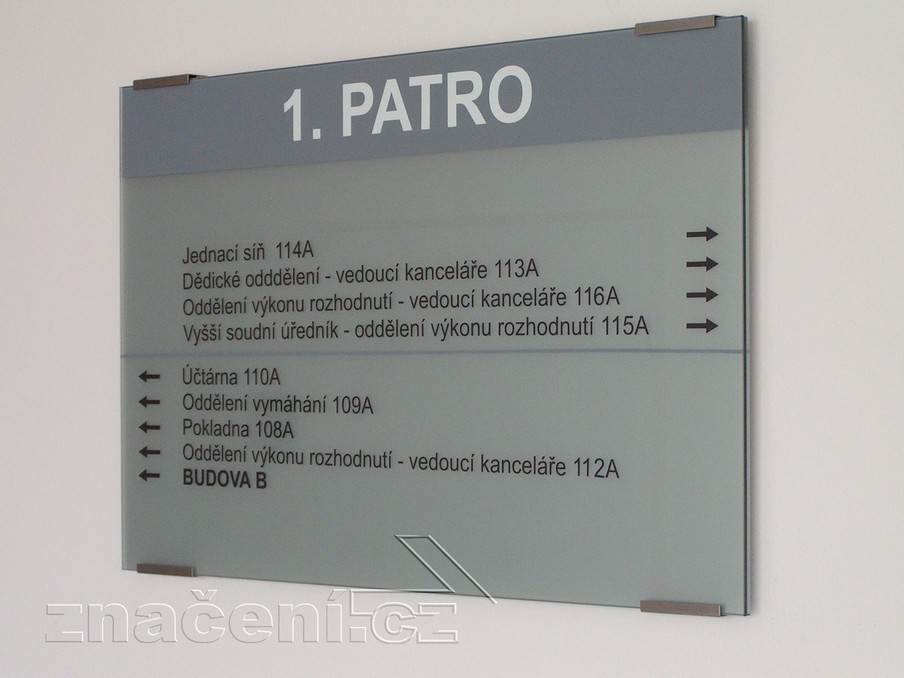 1. PATRO
Jednací síň 114A →
Dědické odddělení - vedoucí kanceláře 113A →
Oddělení výkonu rozhodnutí - vedoucí kanceláře 116A →
Vyšší soudní úředník - oddělení výkonu rozhodnutí 115A →
← Účtárna 110A
← Oddělení vymáhání 109A
← Pokladna 108A
← Oddělení výkonu rozhodnutí - vedoucí kanceláře 112A
← BUDOVA B
značení.cz